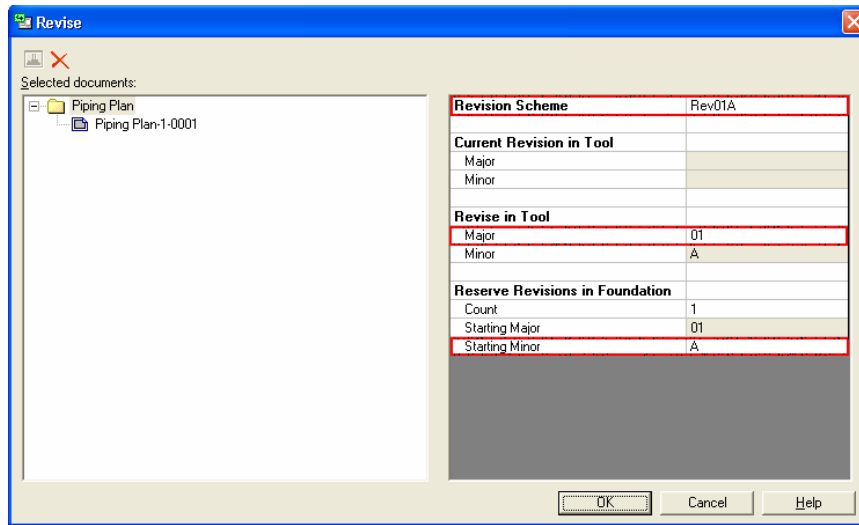 Revise
Selected documents:
Piping Plan
Piping Plan-1-0001
Revision Scheme Rev01A
Current Revision in Tool
Major
Minor
Revise in Tool
Major 01
Minor A
Reserve Revisions in Foundation
Count 1
Starting Major 01
Starting Minor A
OK Cancel Help